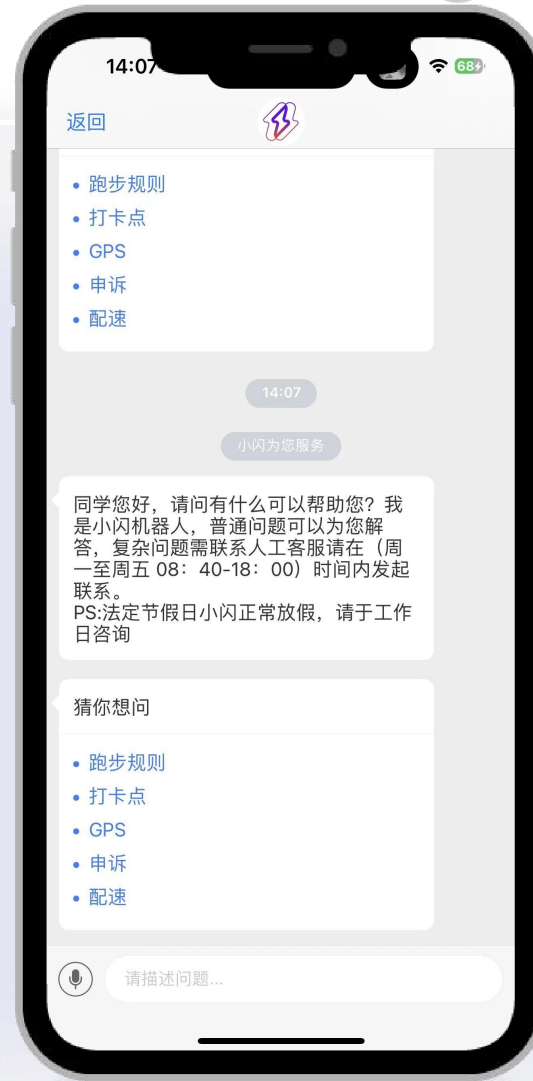 14:07
68
返回
跑步规则
打卡点
GPS
申诉
配速
14:07
小闪为您服务
同学您好，请问有什么可以帮助您？我
是小闪机器人，普通问题可以为您解
答，复杂问题需联系人工客服请在（周
一至周五 08：40-18：00）时间内发起
联系。
PS:法定节假日小闪正常放假，请于工作
日咨询
猜你想问
跑步规则
打卡点
GPS
申诉
配速
请描述问题...